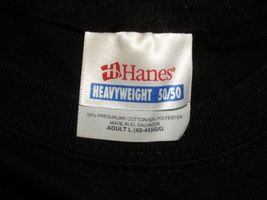 Hanes®
HEAVYWEIGHT 50/50
50% PRESHRUNK COTTON/50% POLYESTER
MADE IN EL SALVADOR
ADULT L (42-44)/G/G